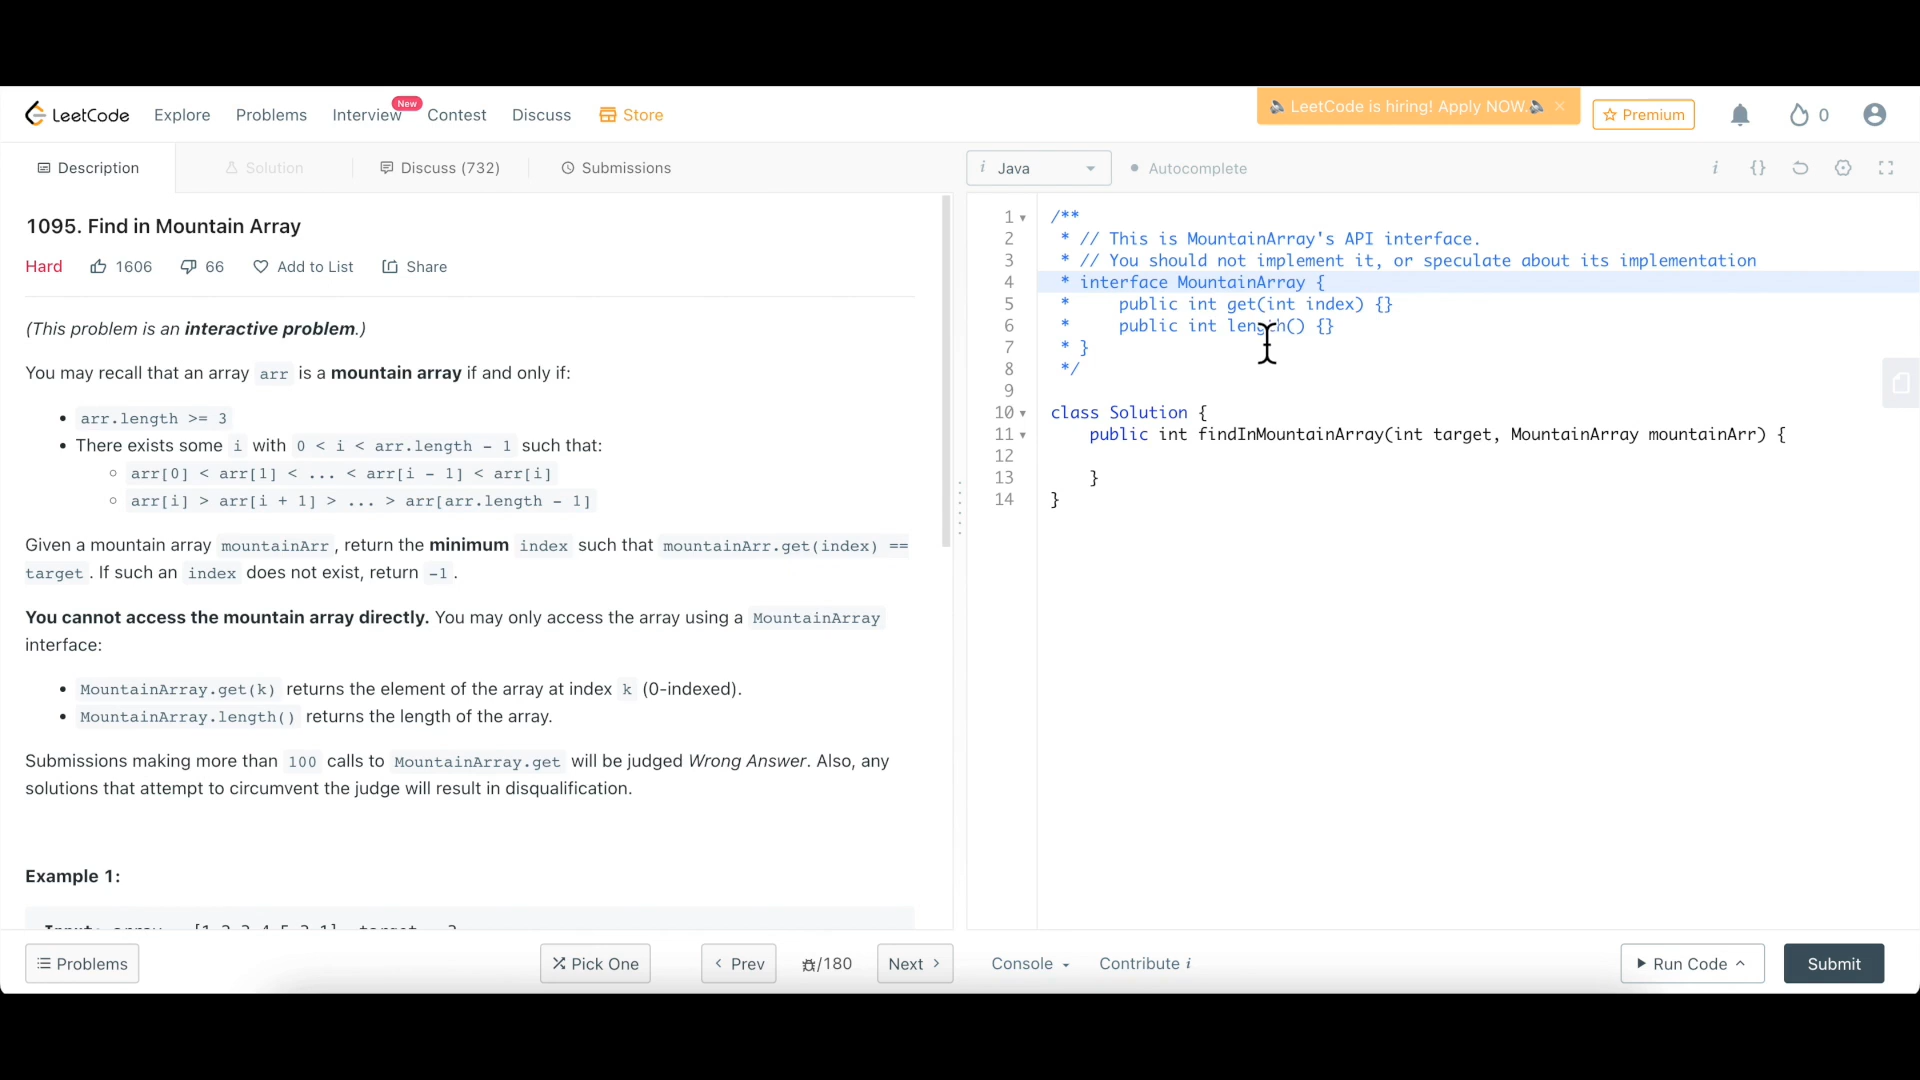 LeetCode Explore Problems Interview New Contest Discuss Store LeetCode is hiring! Apply NOW. × Premium 0
Description Solution Discuss (732) Submissions
1095. Find in Mountain Array
Hard 1606 66 Add to List Share
(This problem is an interactive problem.)
You may recall that an array arr is a mountain array if and only if:
• arr.length >= 3
• There exists some i with 0 < i < arr.length - 1 such that:
○ arr[0] < arr[1] < ... < arr[i - 1] < arr[i]
○ arr[i] > arr[i + 1] > ... > arr[arr.length - 1]
Given a mountain array mountainArr , return the minimum index such that mountainArr.get(index) ==
target . If such an index does not exist, return -1 .
You cannot access the mountain array directly. You may only access the array using a MountainArray
interface:
• MountainArray.get(k) returns the element of the array at index k (0-indexed).
• MountainArray.length() returns the length of the array.
Submissions making more than 100 calls to MountainArray.get will be judged Wrong Answer. Also, any
solutions that attempt to circumvent the judge will result in disqualification.
Example 1:
i Java Autocomplete i {}
1 /**
2 * // This is MountainArray's API interface.
3 * // You should not implement it, or speculate about its implementation
4 * interface MountainArray {
5 * public int get(int index) {}
6 * public int length() {}
7 * }
8 */
9
10 class Solution {
11 public int findInMountainArray(int target, MountainArray mountainArr) {
12
13 }
14 }
Problems Pick One < Prev /180 Next > Console Contribute i Run Code Submit